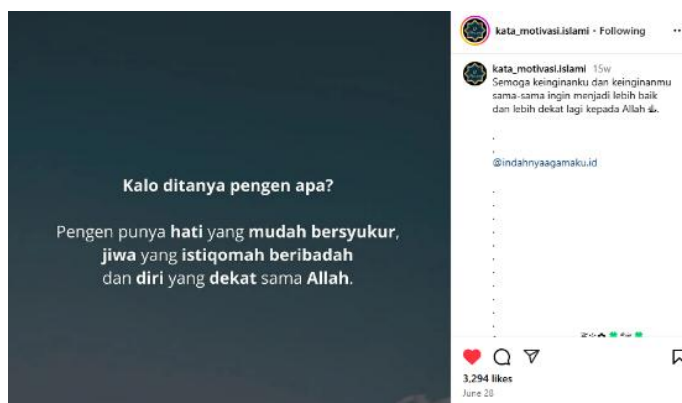 Kalo ditanya pengen apa?
Pengen punya hati yang mudah bersyukur,
jiwa yang istiqomah beribadah
dan diri yang dekat sama Allah.
kata_motivasi.islami • Following
kata_motivasi.islami 15w
Semoga keinginanku dan keinginanmu
sama-sama ingin menjadi lebih baik
dan lebih dekat lagi kepada Allah
.
.
@indahnyaagamaku.id
.
.
.
.
.
.
.
.
.
.
3,294 likes
June 28